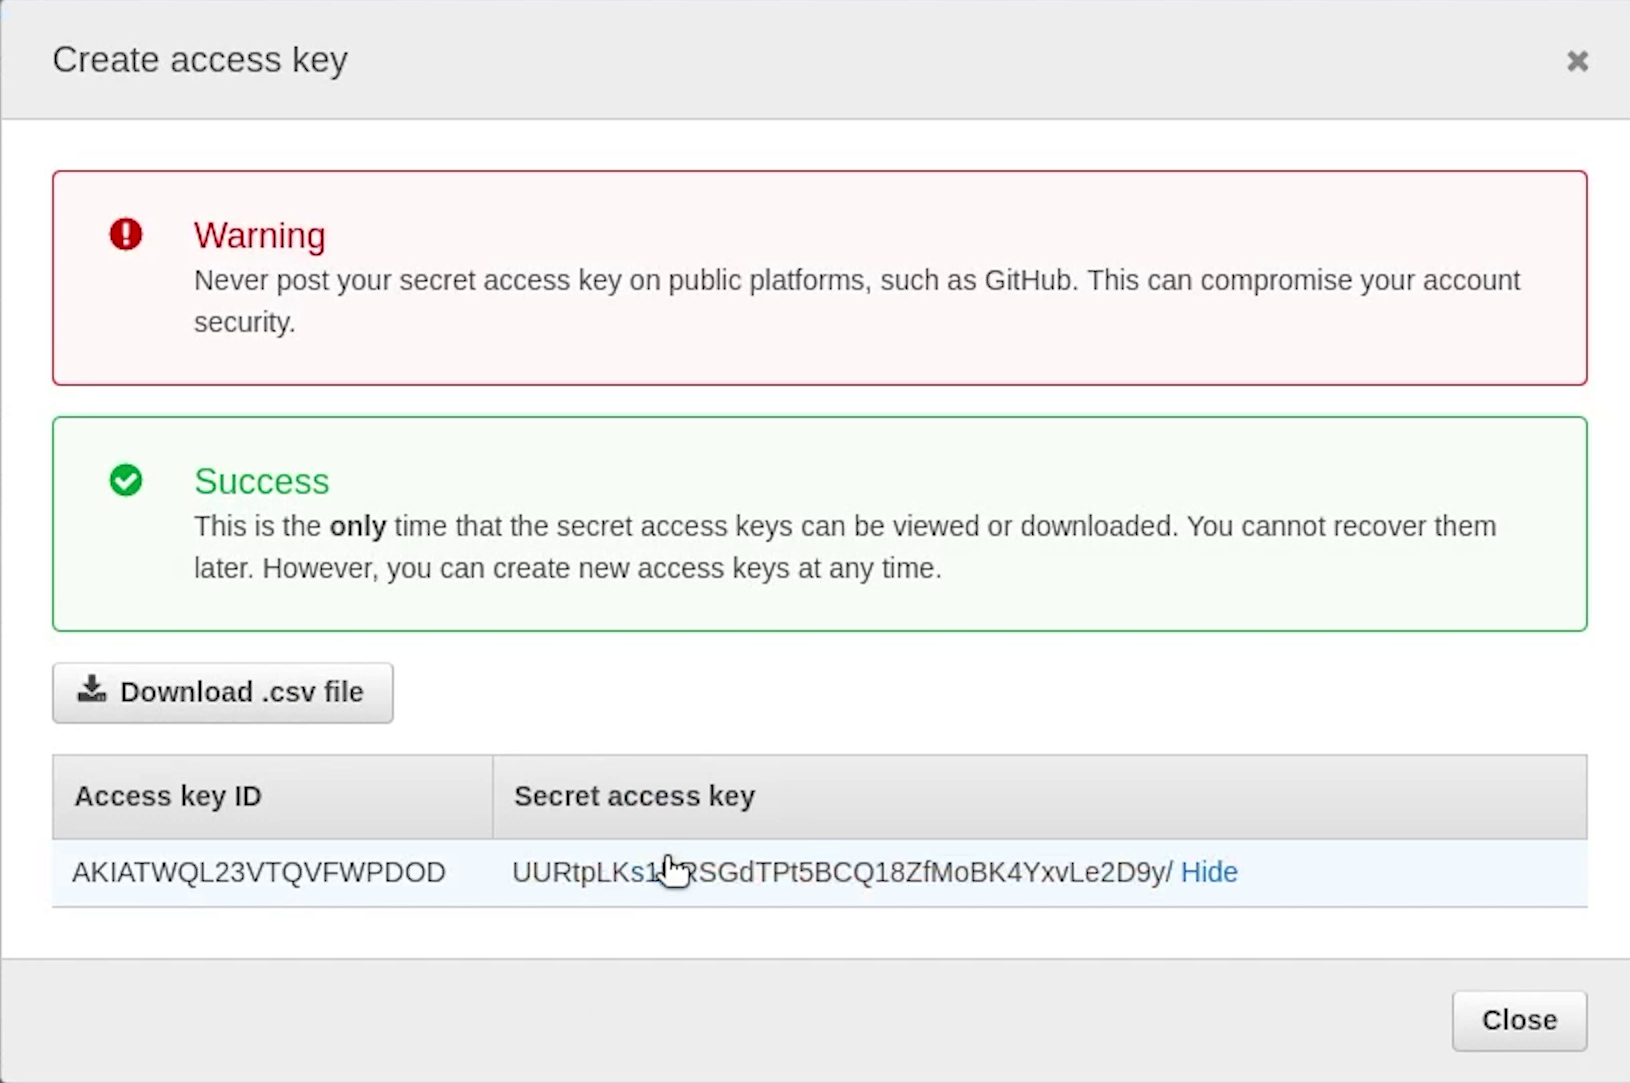 Create access key
Warning
Never post your secret access key on public platforms, such as GitHub. This can compromise your account
security.
Success
This is the only time that the secret access keys can be viewed or downloaded. You cannot recover them
later. However, you can create new access keys at any time.
Download .csv file
Access key ID Secret access key
AKIATWQL23VTQVFWPDOD Hide
Close